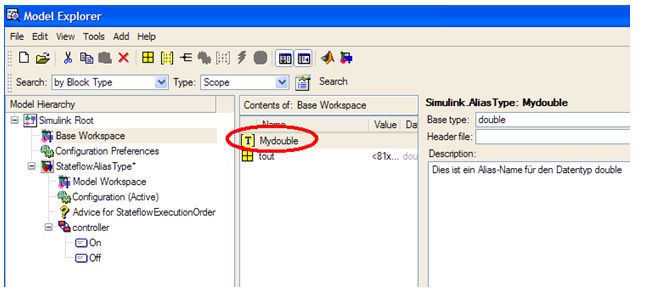 Model Explorer
File Edit View Tools Add Help
Search: by Block Type Type: Scope Search
Model Hierarchy
Simulink Root
Base Workspace
Configuration Preferences
StateflowAliasType*
Model Workspace
Configuration (Active)
Advice for StateflowExecutionOrder
controller
On
Off
Contents of: Base Workspace
Name Value Da
[T] Mydouble
tout <81x... dou
Simulink.AliasType: Mydouble
Base type: double
Header file:
Description:
Dies ist ein Alias-Name für den Datentyp double